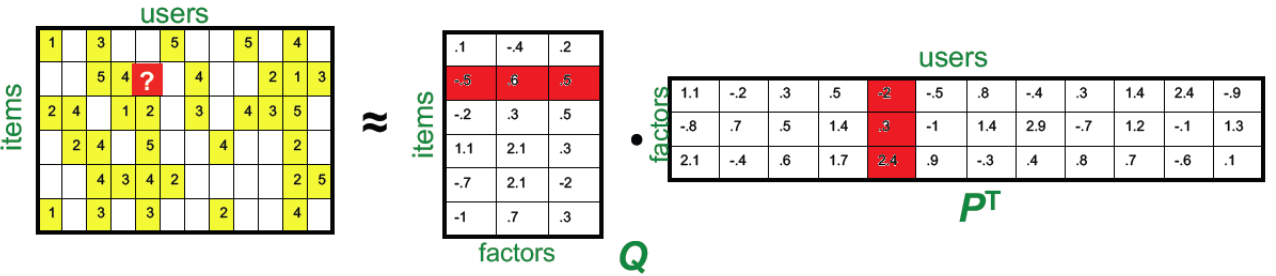 users
items
1 3 5 5 4
5 4 ? 4 2 1 3
2 4 1 2 3 4 3 5
2 4 5 4 2
4 3 4 2 2 5
1 3 3 2 4
≈
items
.1 -.4 .2
-.5 .6 .5
-.2 .3 .5
1.1 2.1 .3
-.7 2.1 -2
-1 .7 .3
factors
Q
•
users
factors
1.1 -.2 .3 .5 -2 -.5 .8 -.4 .3 1.4 2.4 -.9
-.8 .7 .5 1.4 .3 -1 1.4 2.9 -.7 1.2 -.1 1.3
2.1 -.4 .6 1.7 2.4 .9 -.3 .4 .8 .7 -.6 .1
PT